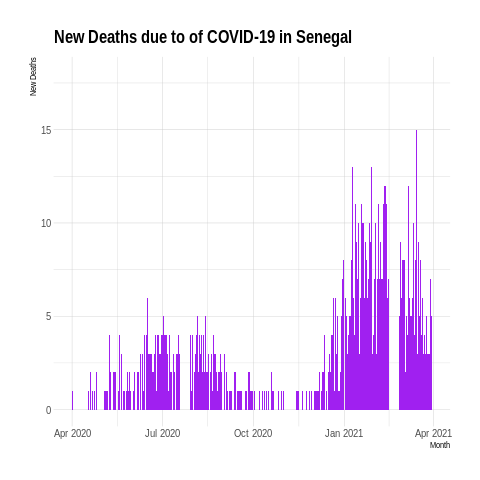 New Deaths due to of COVID-19 in Senegal
New Deaths
15
10
5
0
Apr 2020 Jul 2020 Oct 2020 Jan 2021 Apr 2021
Month